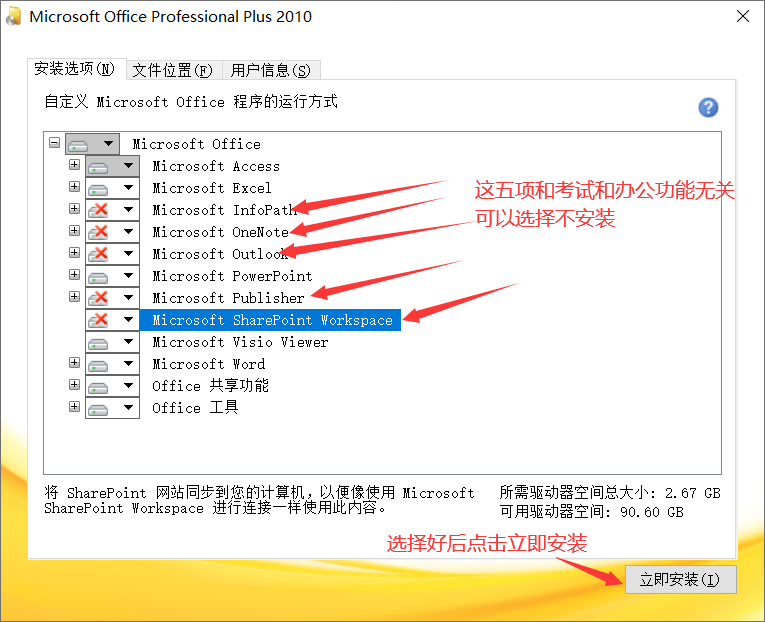 Microsoft Office Professional Plus 2010
安装选项(N) 文件位置(F) 用户信息(S)
自定义 Microsoft Office 程序的运行方式
Microsoft Office
Microsoft Access
Microsoft Excel
Microsoft InfoPath
Microsoft OneNote
Microsoft Outlook
Microsoft PowerPoint
Microsoft Publisher
Microsoft SharePoint Workspace
Microsoft Visio Viewer
Microsoft Word
Office 共享功能
Office 工具
这五项和考试和办公功能无关
可以选择不安装
将 SharePoint 网站同步到您的计算机，以便像使用 Microsoft
SharePoint Workspace 进行连接一样使用此内容。
所需驱动器空间总大小: 2.67 GB
可用驱动器空间: 90.60 GB
选择好后点击立即安装
立即安装(I)